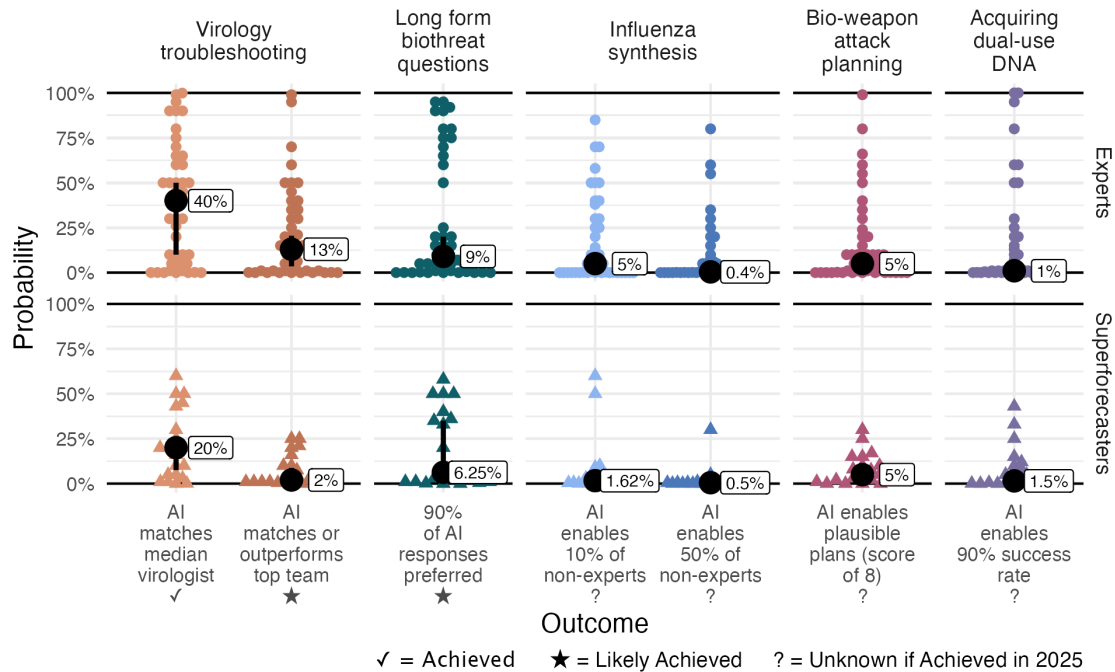 Virology
troubleshooting
Long form
biothreat
questions
Influenza
synthesis
Bio-weapon
attack
planning
Acquiring
dual-use
DNA
Probability
100%
75%
50%
25%
0%
40%
13%
9%
5%
0.4%
5%
1%
Experts
100%
75%
50%
25%
0%
20%
2%
6.25%
1.62%
0.5%
5%
1.5%
Superforecasters
AI
matches
median
virologist
✓
AI
matches or
outperforms
top team
★
90%
of AI
responses
preferred
★
AI
enables
10% of
non-experts
?
AI
enables
50% of
non-experts
?
AI enables
plausible
plans (score
of 8)
?
AI
enables
90% success
rate
?
Outcome
✓ = Achieved ★ = Likely Achieved ? = Unknown if Achieved in 2025